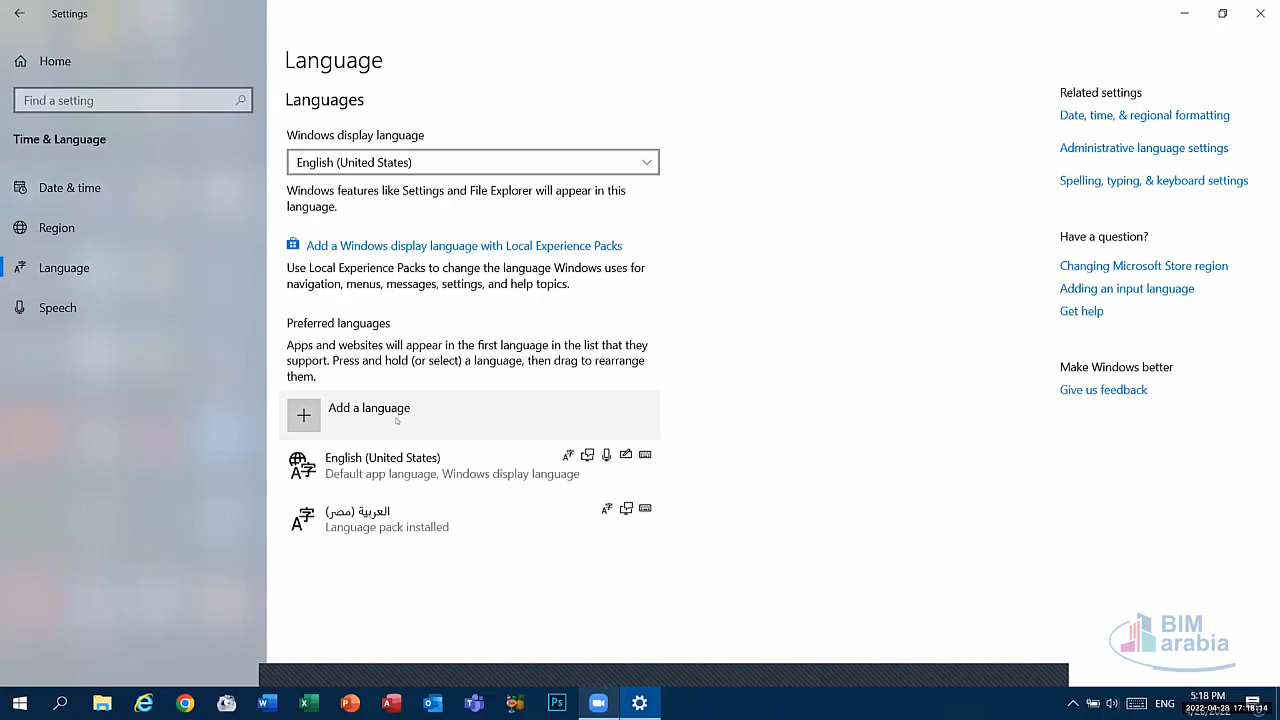 Settings
Home
Find a setting
Time & Language
Date & time
Region
Language
Speech
Language
Languages
Windows display language
English (United States)
Windows features like Settings and File Explorer will appear in this
language.
Add a Windows display language with Local Experience Packs
Use Local Experience Packs to change the language Windows uses for
navigation, menus, messages, settings, and help topics.
Preferred languages
Apps and websites will appear in the first language in the list that they
support. Press and hold (or select) a language, then drag to rearrange
them.
Add a language
English (United States)
Default app language, Windows display language
العربية (مصر)
Language pack installed
Related settings
Date, time, & regional formatting
Administrative language settings
Spelling, typing, & keyboard settings
Have a question?
Changing Microsoft Store region
Adding an input language
Get help
Make Windows better
Give us feedback
BIM
arabia
ENG
5:18 PM
2022-04-28 17:18:14